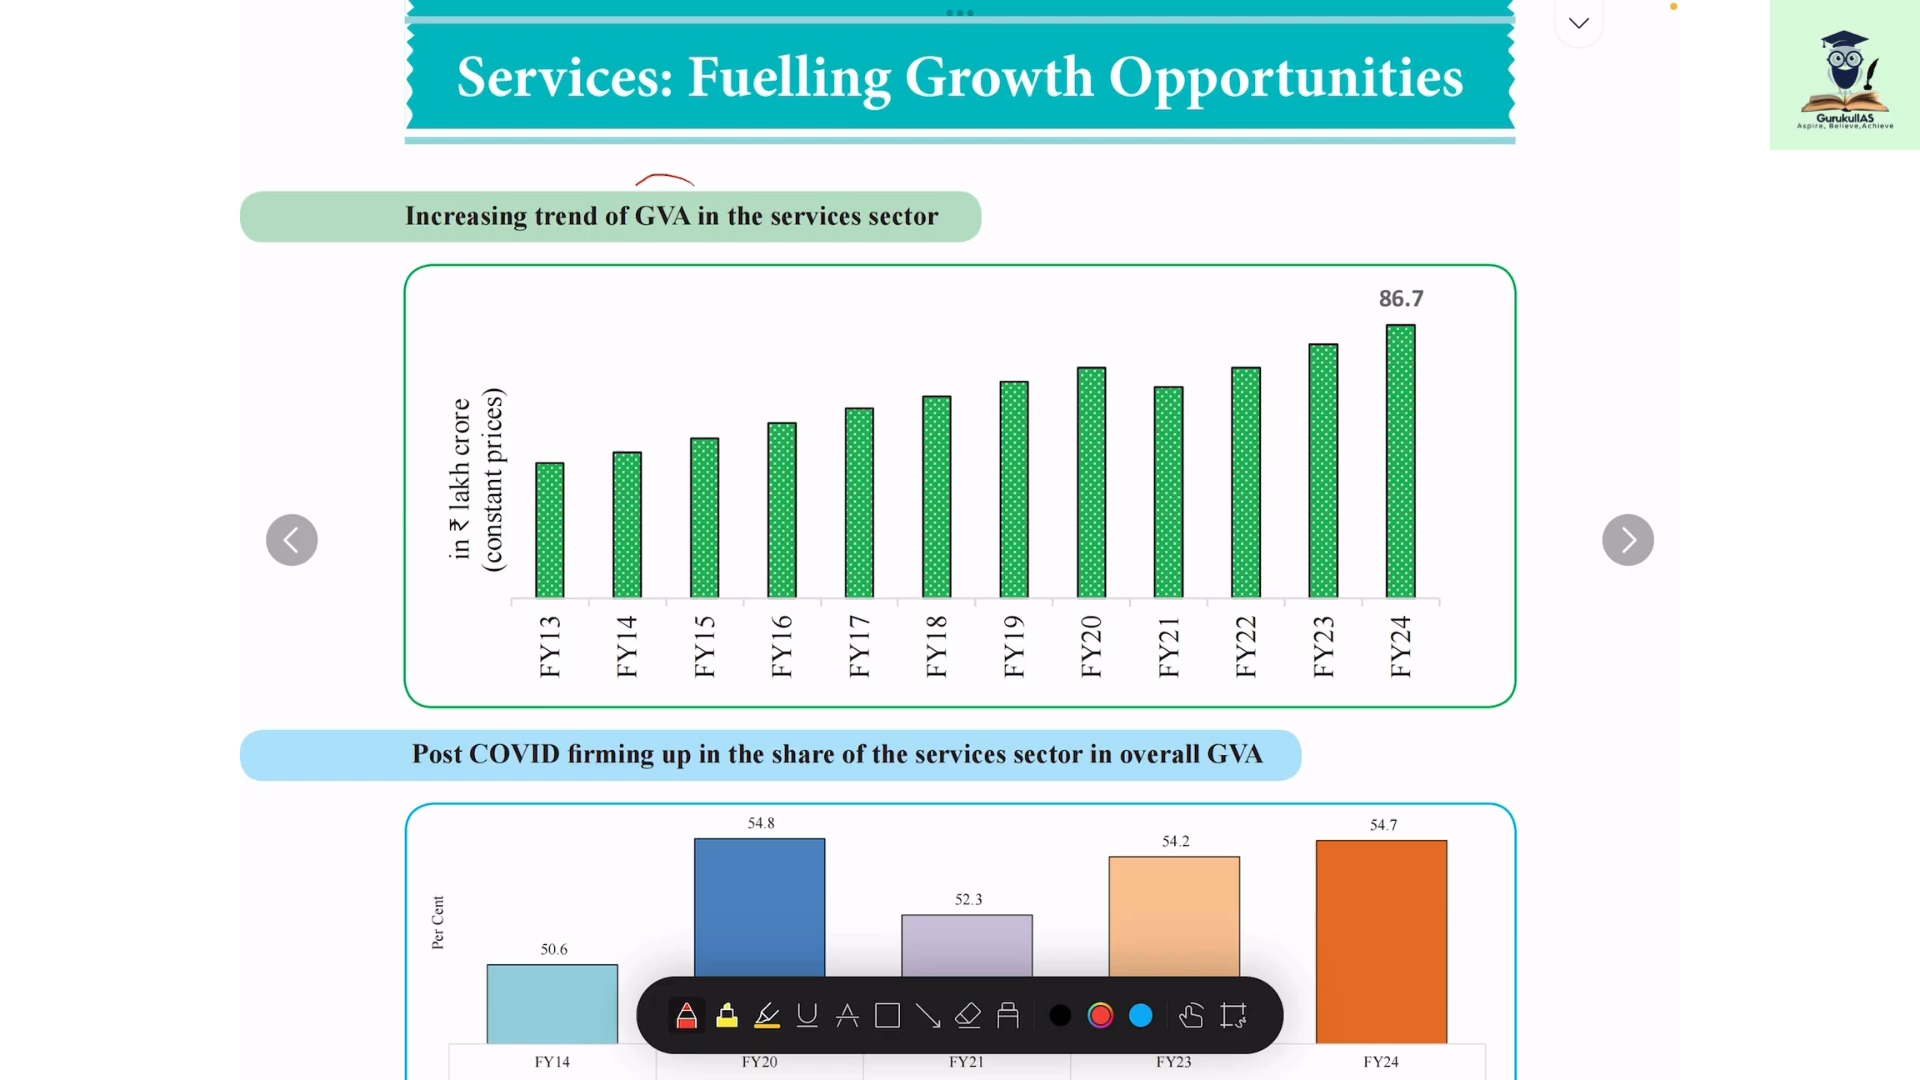 Services: Fuelling Growth Opportunities
GurukulIAS
Aspire, Believe,Achieve
Increasing trend of GVA in the services sector
86.7
in ₹ lakh crore
(constant prices)
FY13 FY14 FY15 FY16 FY17 FY18 FY19 FY20 FY21 FY22 FY23 FY24
Post COVID firming up in the share of the services sector in overall GVA
54.8
54.7
54.2
52.3
50.6
Per Cent
FY14 FY20 FY21 FY23 FY24